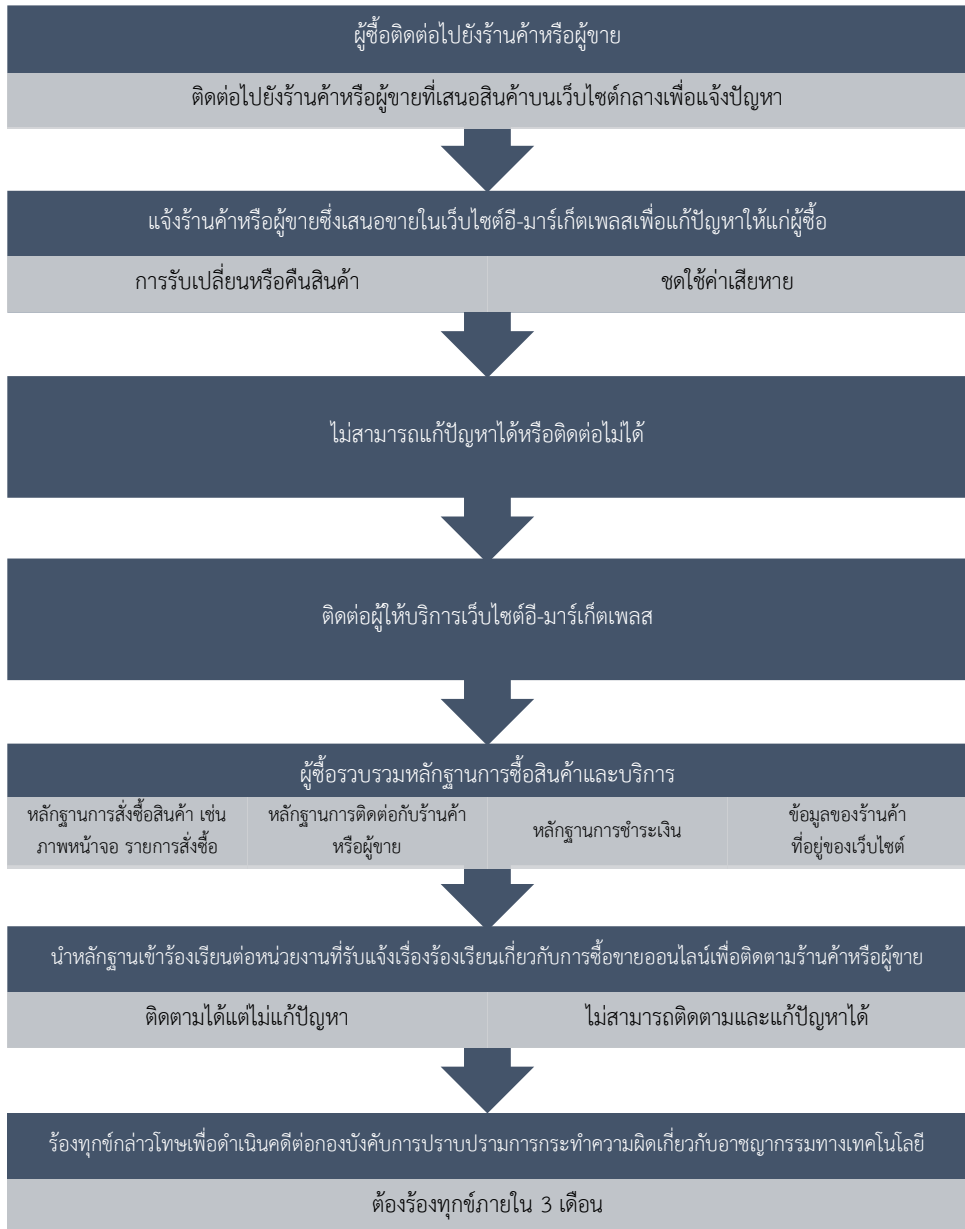 ผู้ซื้อติดต่อไปยังร้านค้าหรือผู้ขาย
ติดต่อไปยังร้านค้าหรือผู้ขายที่เสนอสินค้าบนเว็บไซต์กลางเพื่อแจ้งปัญหา
แจ้งร้านค้าหรือผู้ขายซึ่งเสนอขายในเว็บไซต์อี-มาร์เก็ตเพลสเพื่อแก้ปัญหาให้แก่ผู้ซื้อ
การรับเปลี่ยนหรือคืนสินค้า
ชดใช้ค่าเสียหาย
ไม่สามารถแก้ปัญหาได้หรือติดต่อไม่ได้
ติดต่อผู้ให้บริการเว็บไซต์อี-มาร์เก็ตเพลส
ผู้ซื้อรวบรวมหลักฐานการซื้อสินค้าและบริการ
หลักฐานการสั่งซื้อสินค้า เช่น
ภาพหน้าจอ รายการสั่งซื้อ
หลักฐานการติดต่อกับร้านค้า
หรือผู้ขาย
หลักฐานการชำระเงิน
ข้อมูลของร้านค้า
ที่อยู่ของเว็บไซต์
นำหลักฐานเข้าร้องเรียนต่อหน่วยงานที่รับแจ้งเรื่องร้องเรียนเกี่ยวกับการซื้อขายออนไลน์เพื่อติดตามร้านค้าหรือผู้ขาย
ติดตามได้แต่ไม่แก้ปัญหา
ไม่สามารถติดตามและแก้ปัญหาได้
ร้องทุกข์กล่าวโทษเพื่อดำเนินคดีต่อกองบังคับการปราบปรามการกระทำความผิดเกี่ยวกับอาชญากรรมทางเทคโนโลยี
ต้องร้องทุกข์ภายใน 3 เดือน